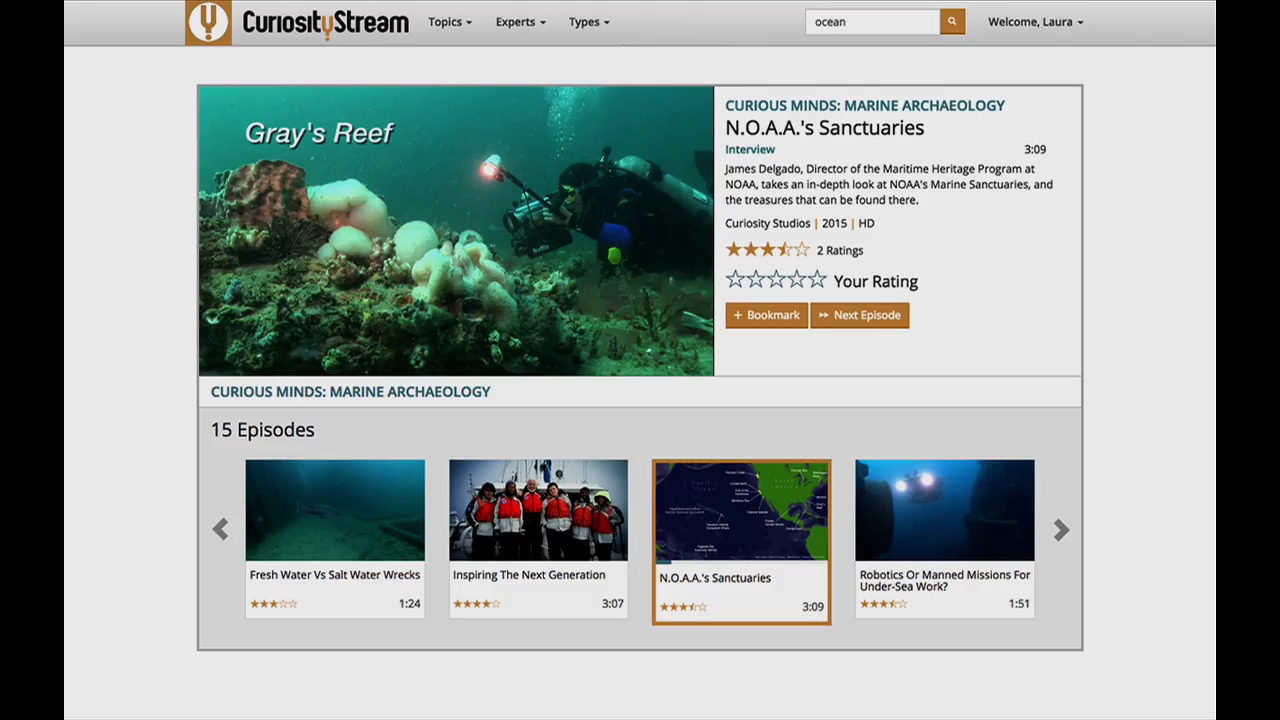 CuriosityStream
Topics
Experts
Types
ocean
Welcome, Laura
Gray's Reef
CURIOUS MINDS: MARINE ARCHAEOLOGY
N.O.A.A.'s Sanctuaries
Interview 3:09
James Delgado, Director of the Maritime Heritage Program at
NOAA, takes an in-depth look at NOAA's Marine Sanctuaries, and
the treasures that can be found there.
Curiosity Studios | 2015 | HD
2 Ratings
Your Rating
+ Bookmark
Next Episode
CURIOUS MINDS: MARINE ARCHAEOLOGY
15 Episodes
Fresh Water Vs Salt Water Wrecks
1:24
Inspiring The Next Generation
3:07
N.O.A.A.'s Sanctuaries
3:09
Robotics Or Manned Missions For
Under-Sea Work?
1:51